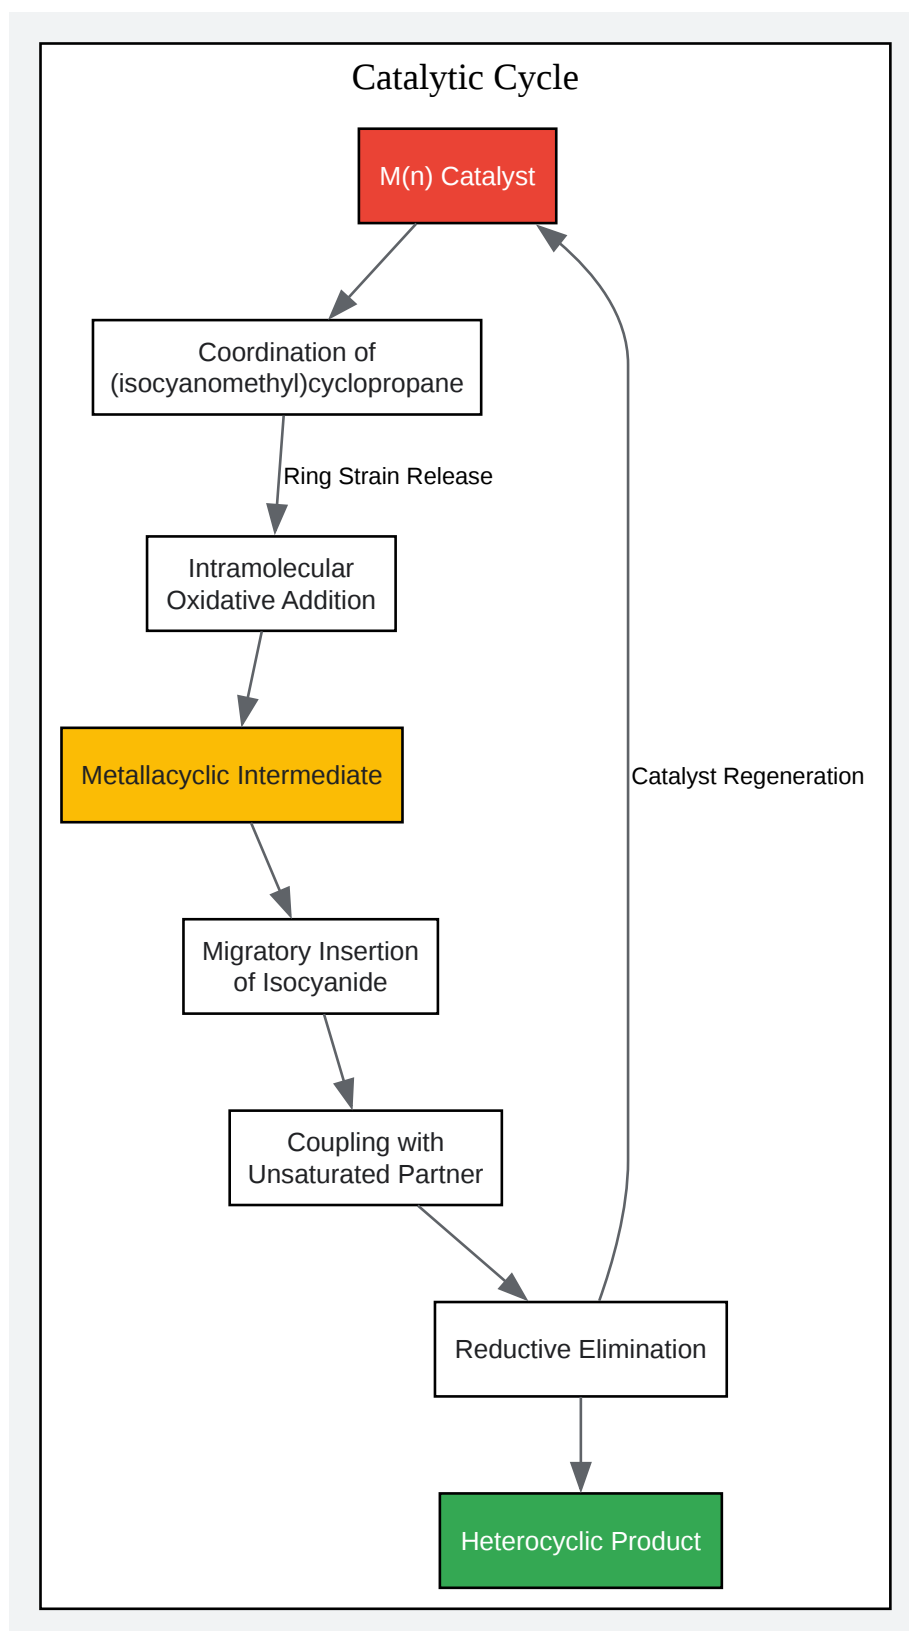 Catalytic Cycle
M(n) Catalyst
Coordination of
(isocyanomethyl)cyclopropane
Ring Strain Release
Intramolecular
Oxidative Addition
Metallacyclic Intermediate
Catalyst Regeneration
Migratory Insertion
of Isocyanide
Coupling with
Unsaturated Partner
Reductive Elimination
Heterocyclic Product